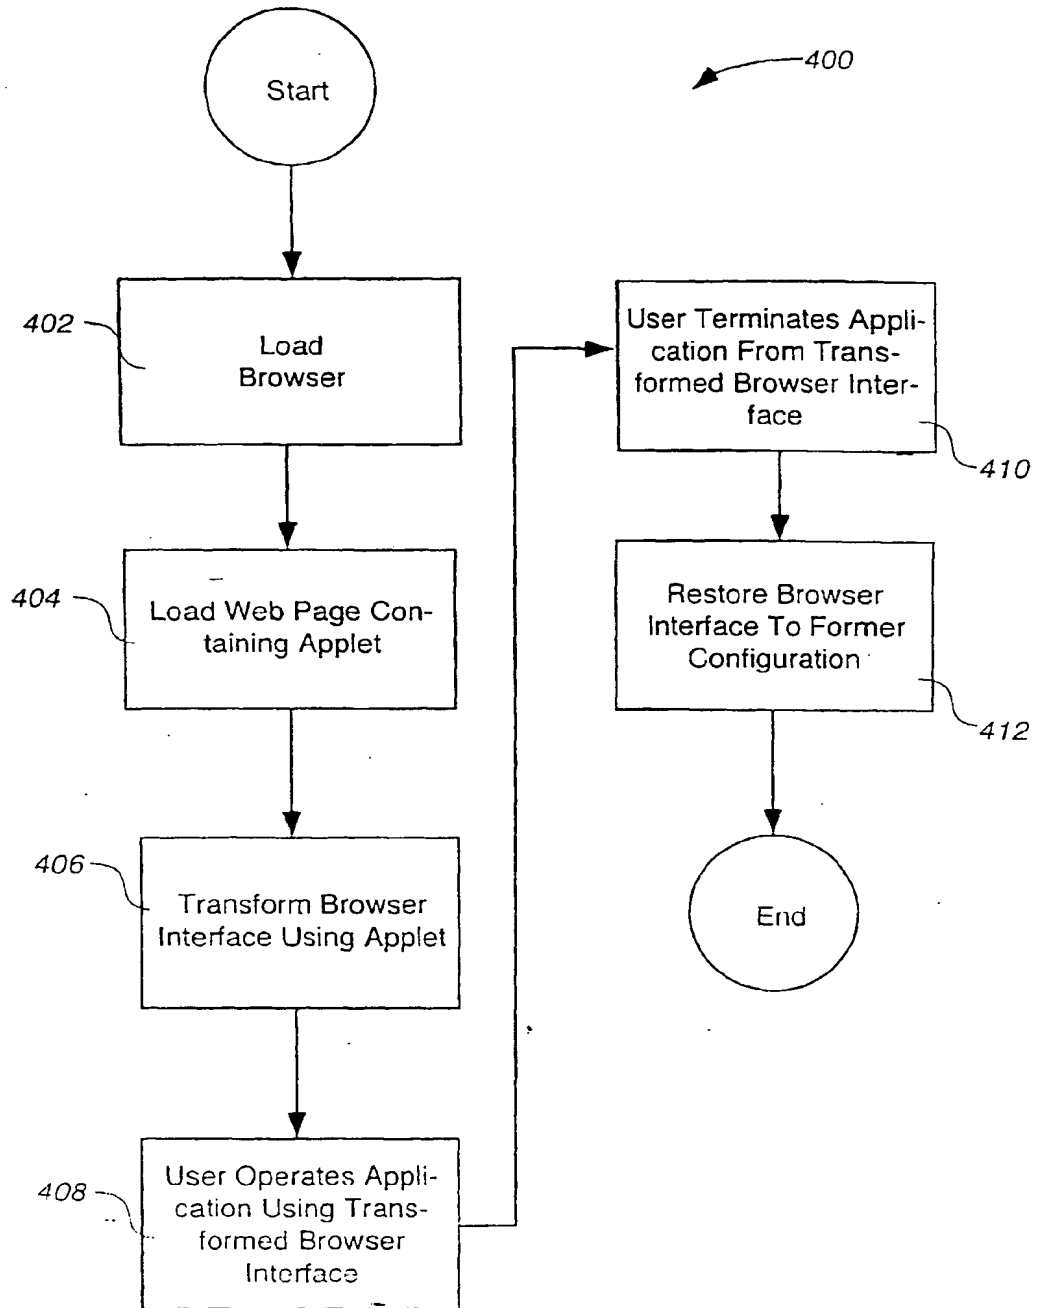 Start
400
402
Load
Browser
404
Load Web Page Con-
taining Applet
406
Transform Browser
Interface Using Applet
408
User Operates Appli-
cation Using Trans-
formed Browser
Interface
User Terminates Appli-
cation From Trans-
formed Browser Inter-
face
410
Restore Browser
Interface To Former
Configuration
412
End